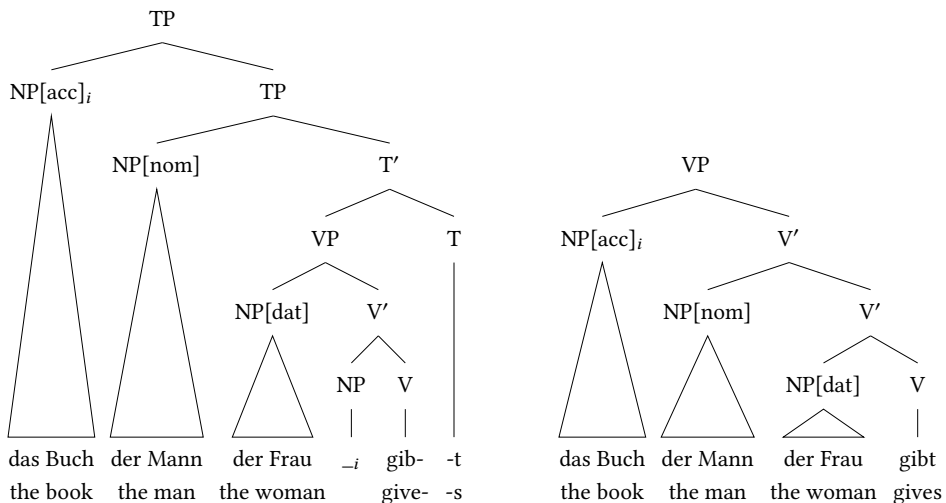 TP
NP[acc]i TP
NP[nom] T′ VP
VP T NP[acc]i V′
NP[dat] V′ NP[nom] V′
NP V NP[dat] V
das Buch der Mann der Frau _i gib- -t das Buch der Mann der Frau gibt
the book the man the woman give- -s the book the man the woman gives